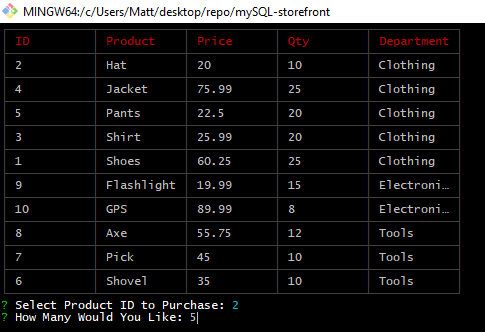 MINGW64:/c/Users/Matt/desktop/repo/mySQL-storefront
ID Product Price Qty Department
2 Hat 20 10 Clothing
4 Jacket 75.99 25 Clothing
5 Pants 22.5 20 Clothing
3 Shirt 25.99 20 Clothing
1 Shoes 60.25 25 Clothing
9 Flashlight 19.99 15 Electroni…
10 GPS 89.99 8 Electroni…
8 Axe 55.75 12 Tools
7 Pick 45 10 Tools
6 Shovel 35 10 Tools
? Select Product ID to Purchase: 2
? How Many Would You Like: 5